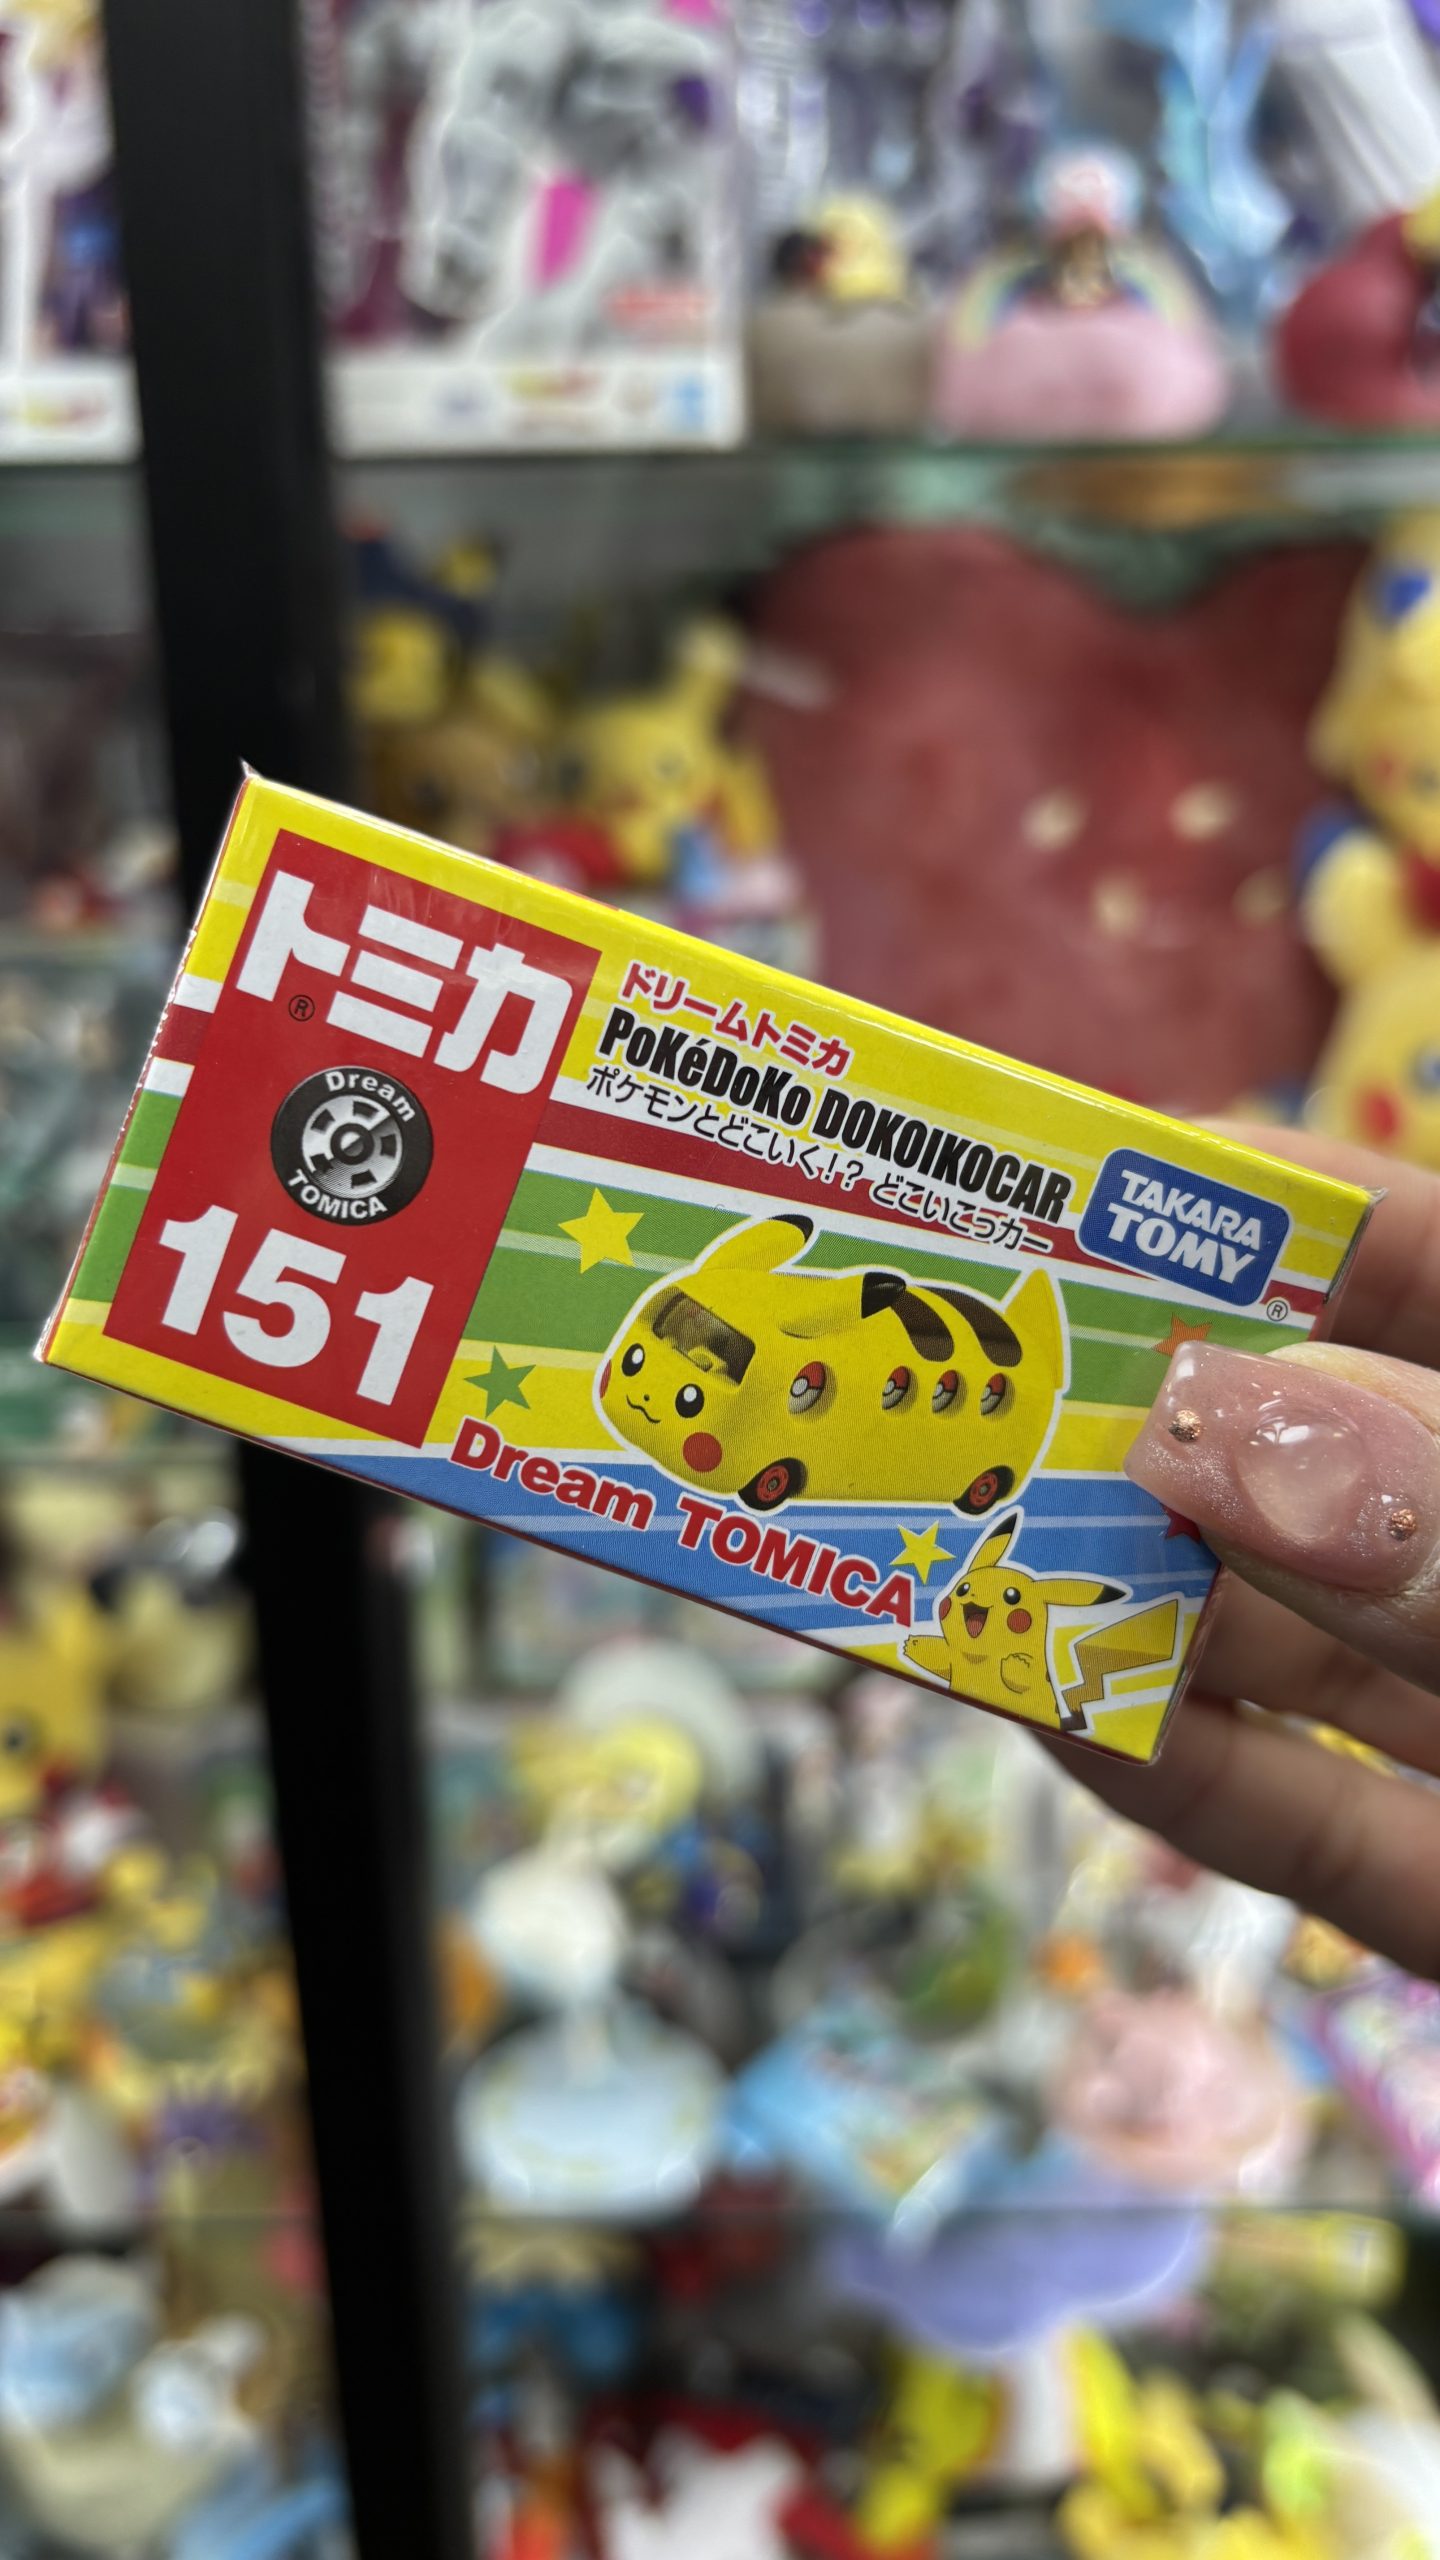 トミカ
®
Dream
TOMICA
151
ドリームトミカ
PoKéDoKo DOKOIKOCAR
ポケモンとどこいく!? どこいこっカー
TAKARA
TOMY
®
Dream TOMICA